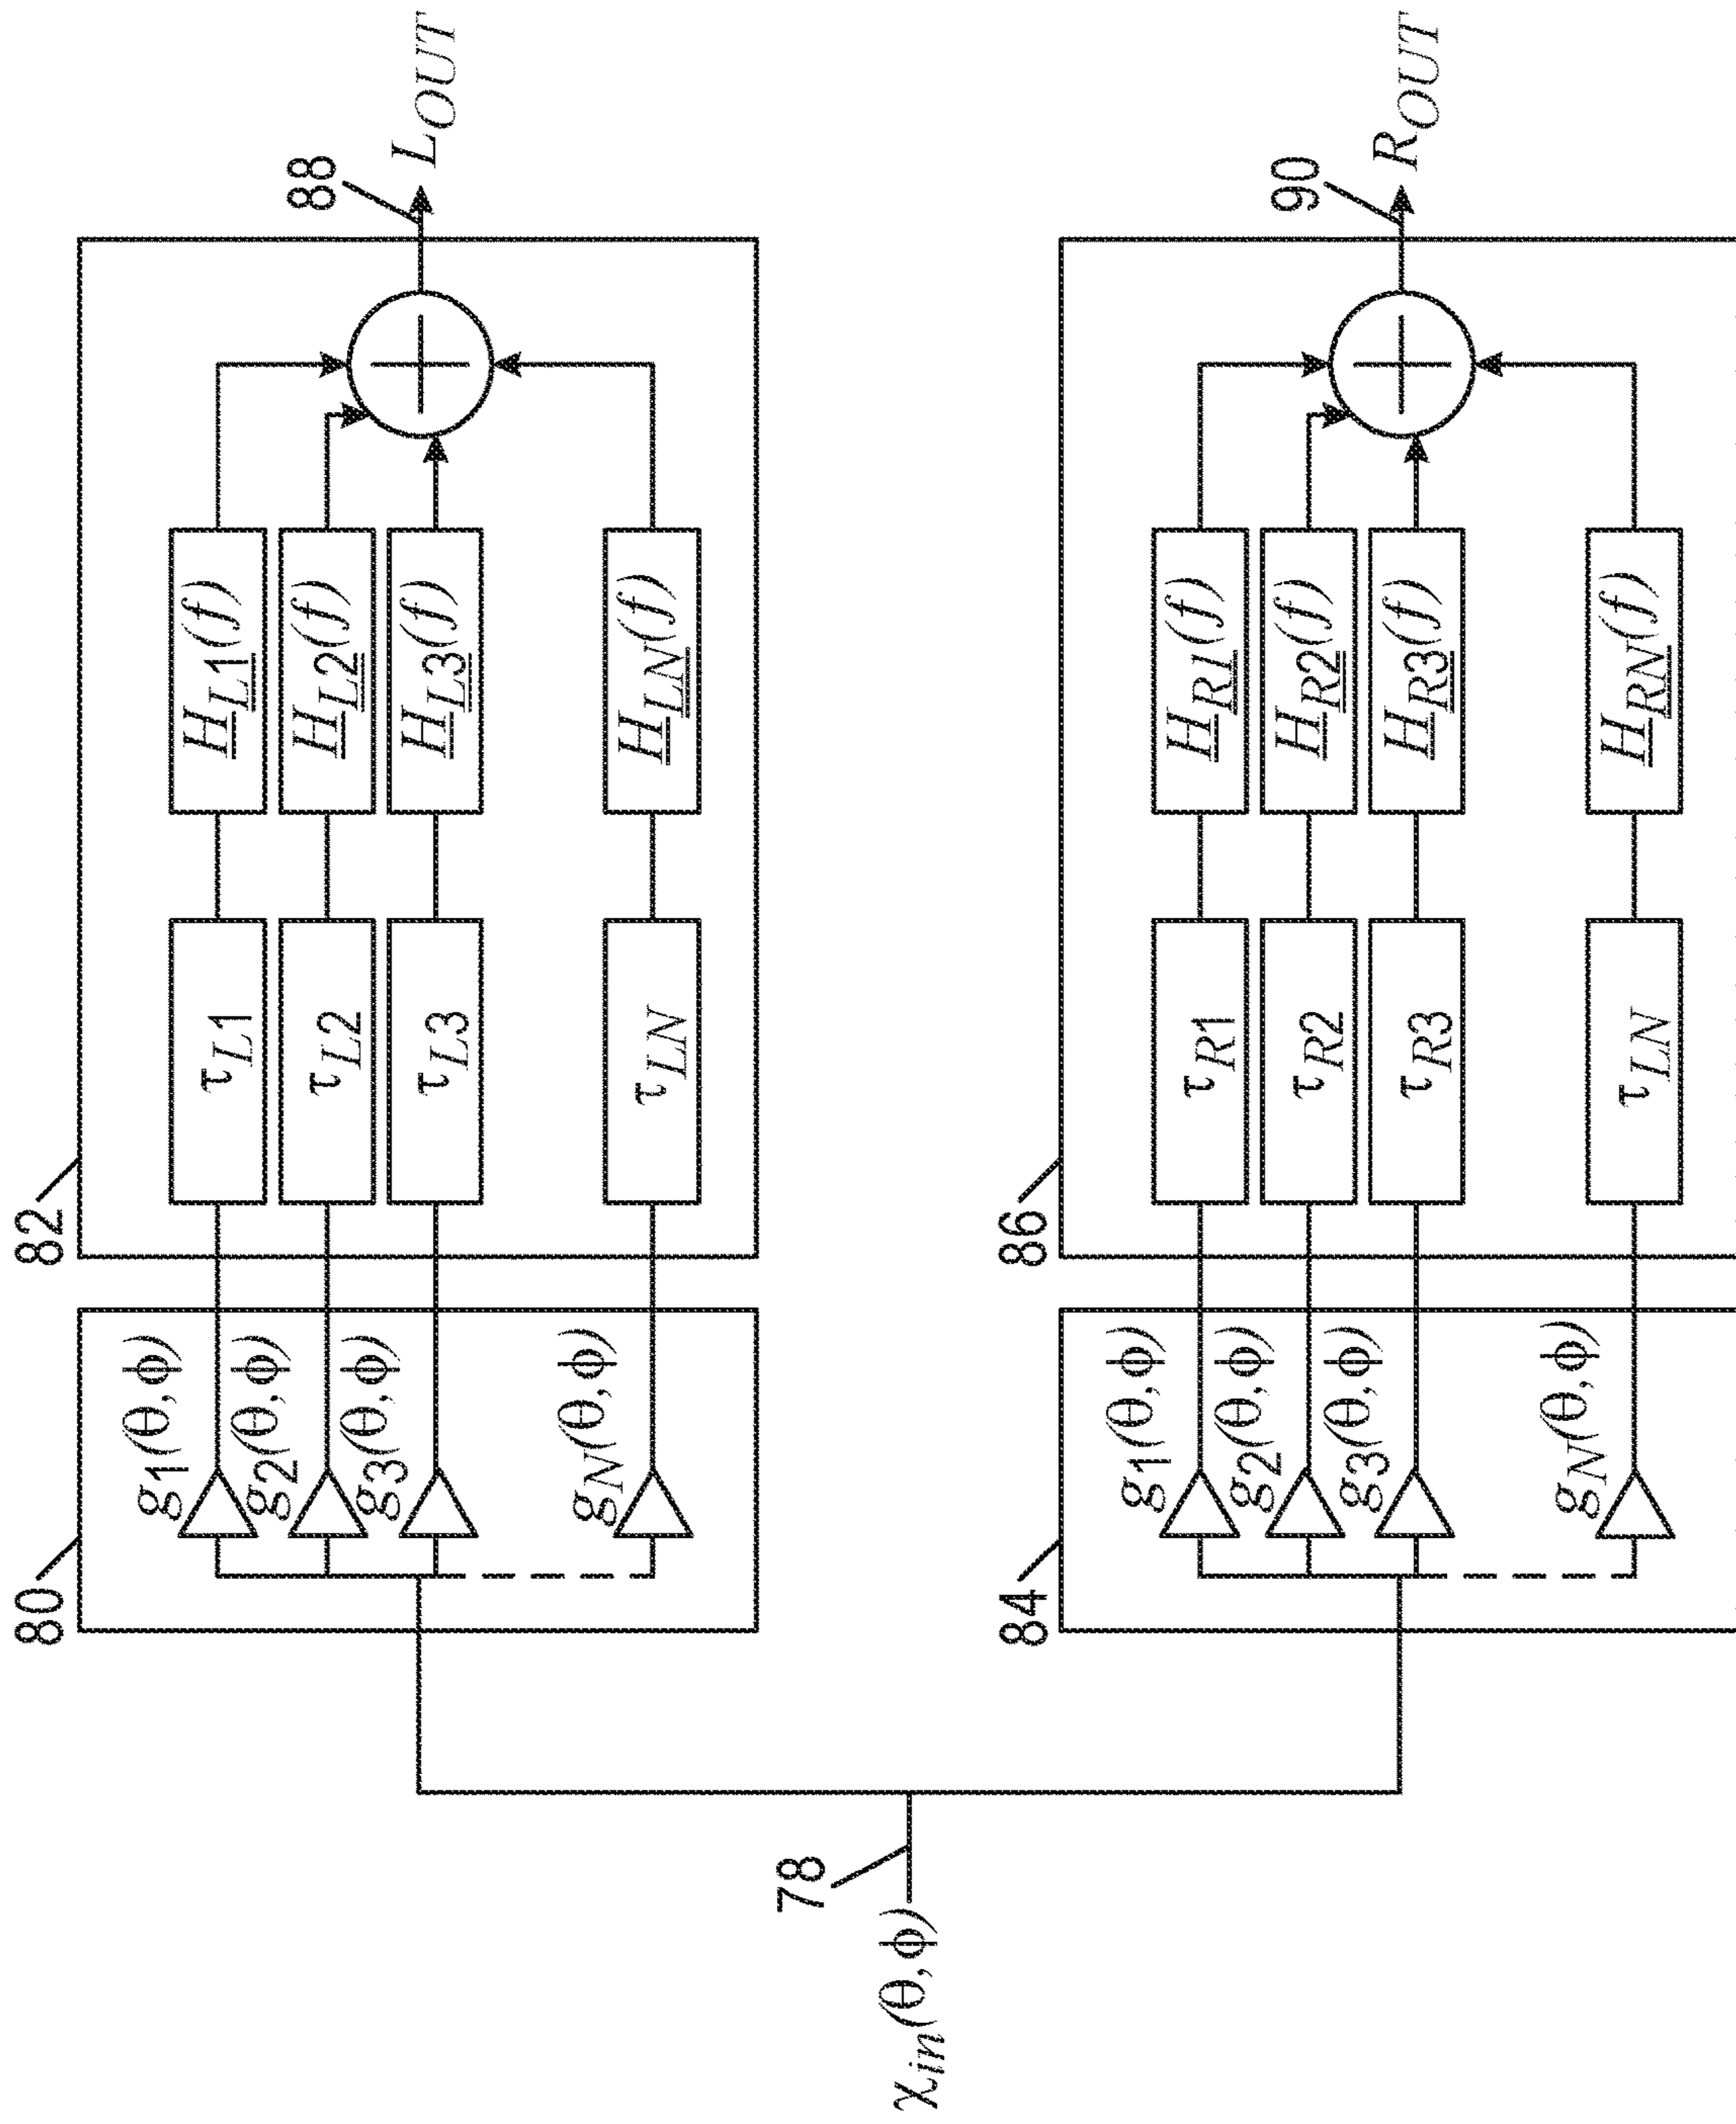 χin(θ, ϕ)
78
80
g1(θ, ϕ)
g2(θ, ϕ)
g3(θ, ϕ)
gN(θ, ϕ)
82
τL1
HL1(f)
τL2
HL2(f)
τL3
HL3(f)
τLN
HLN(f)
88
LOUT
84
g1(θ, ϕ)
g2(θ, ϕ)
g3(θ, ϕ)
gN(θ, ϕ)
86
τR1
HR1(f)
τR2
HR2(f)
τR3
HR3(f)
τLN
HRN(f)
90
ROUT